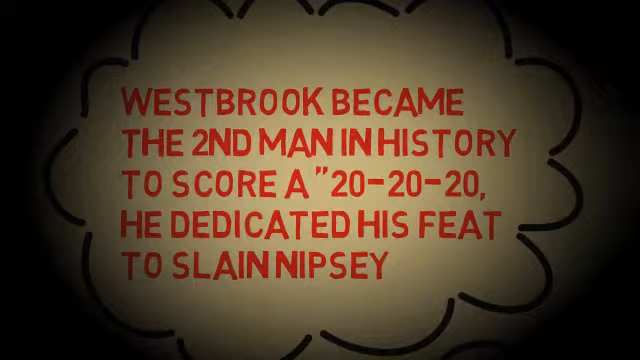 WESTBROOK BECAME
THE 2ND MAN IN HISTORY
TO SCORE A "20-20-20,
HE DEDICATED HIS FEAT
TO SLAIN NIPSEY